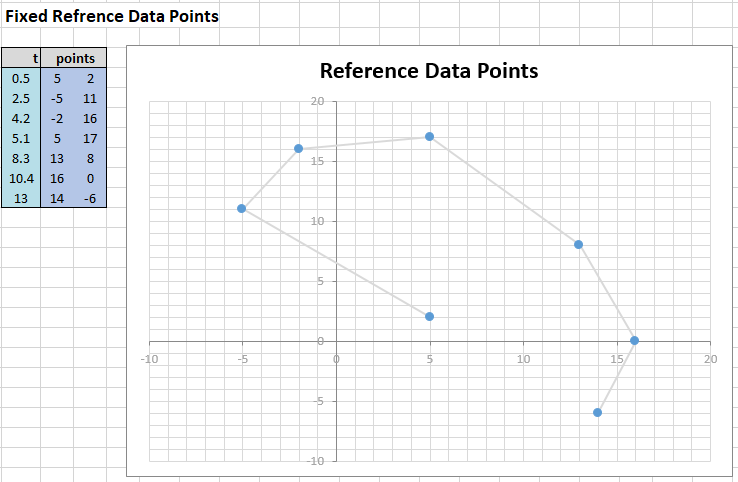 Fixed Refrence Data Points
t points
0.5 5 2
2.5 -5 11
4.2 -2 16
5.1 5 17
8.3 13 8
10.4 16 0
13 14 -6
Reference Data Points
20
15
10
5
0
-10 -5 0 5 10 15 20
-5
-10